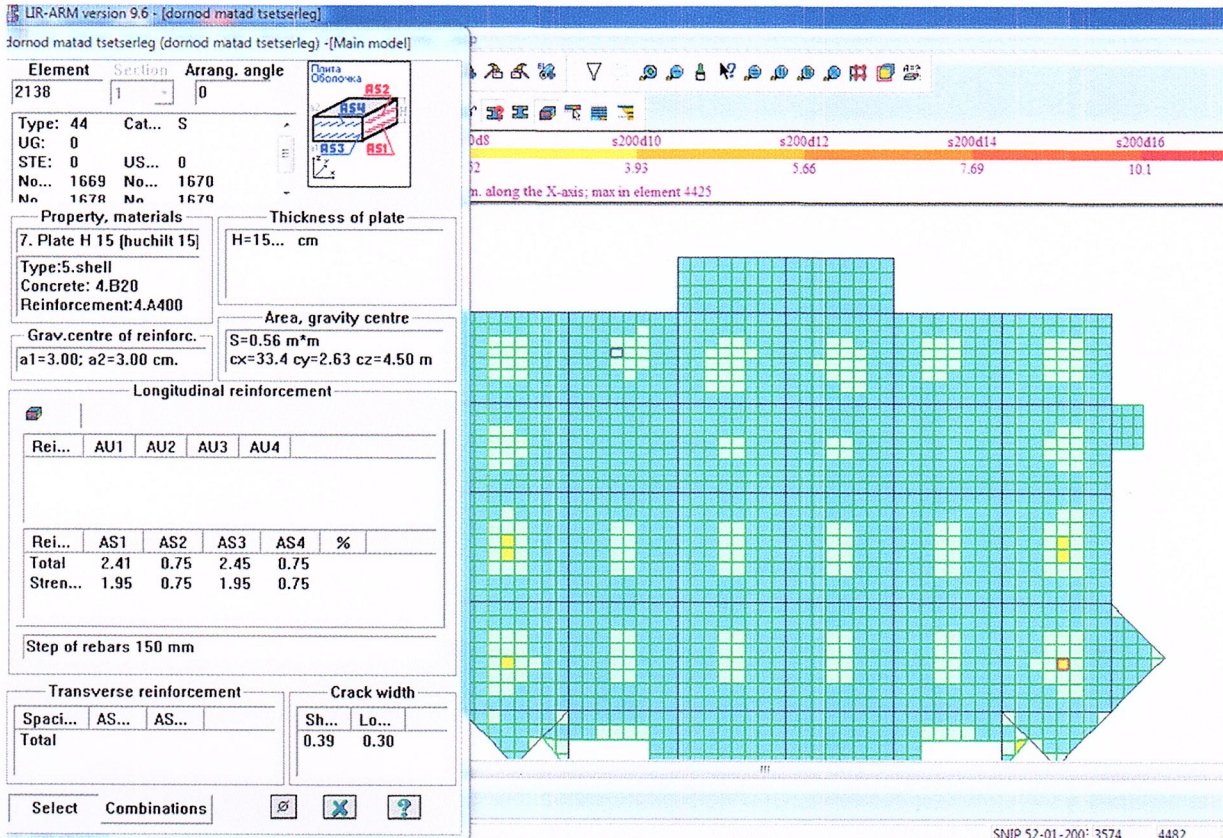 LIR-ARM version 9.6 - [dornod matad tsetserleg]
dornod matad tsetserleg (dornod matad tsetserleg) -[Main model]
Element Section Arrang. angle
2138 1 0
Плита
Оболочка
AS2
AS4
AS3 AS1
Z Y
X
Type: 44 Cat... S
UG: 0
STE: 0 US... 0
No... 1669 No... 1670
No 1678 No 1679
Property, materials
7. Plate H 15 (huchilt 15)
Type:5.shell
Concrete: 4.B20
Reinforcement:4.A400
Thickness of plate
H=15... cm
Grav.centre of reinforc.
a1=3.00; a2=3.00 cm.
Area, gravity centre
S=0.56 m*m
cx=33.4 cy=2.63 cz=4.50 m
Longitudinal reinforcement
Rei... AU1 AU2 AU3 AU4
Rei... AS1 AS2 AS3 AS4 %
Total 2.41 0.75 2.45 0.75
Stren... 1.95 0.75 1.95 0.75
Step of rebars 150 mm
Transverse reinforcement
Spaci... AS... AS...
Total
Crack width
Sh... Lo...
0.39 0.30
Select Combinations
0d8 s200d10 s200d12 s200d14 s200d16
52 3.93 5.66 7.69 10.1
m. along the X-axis; max in element 4425
SNIP 52-01-200: 3574 4482